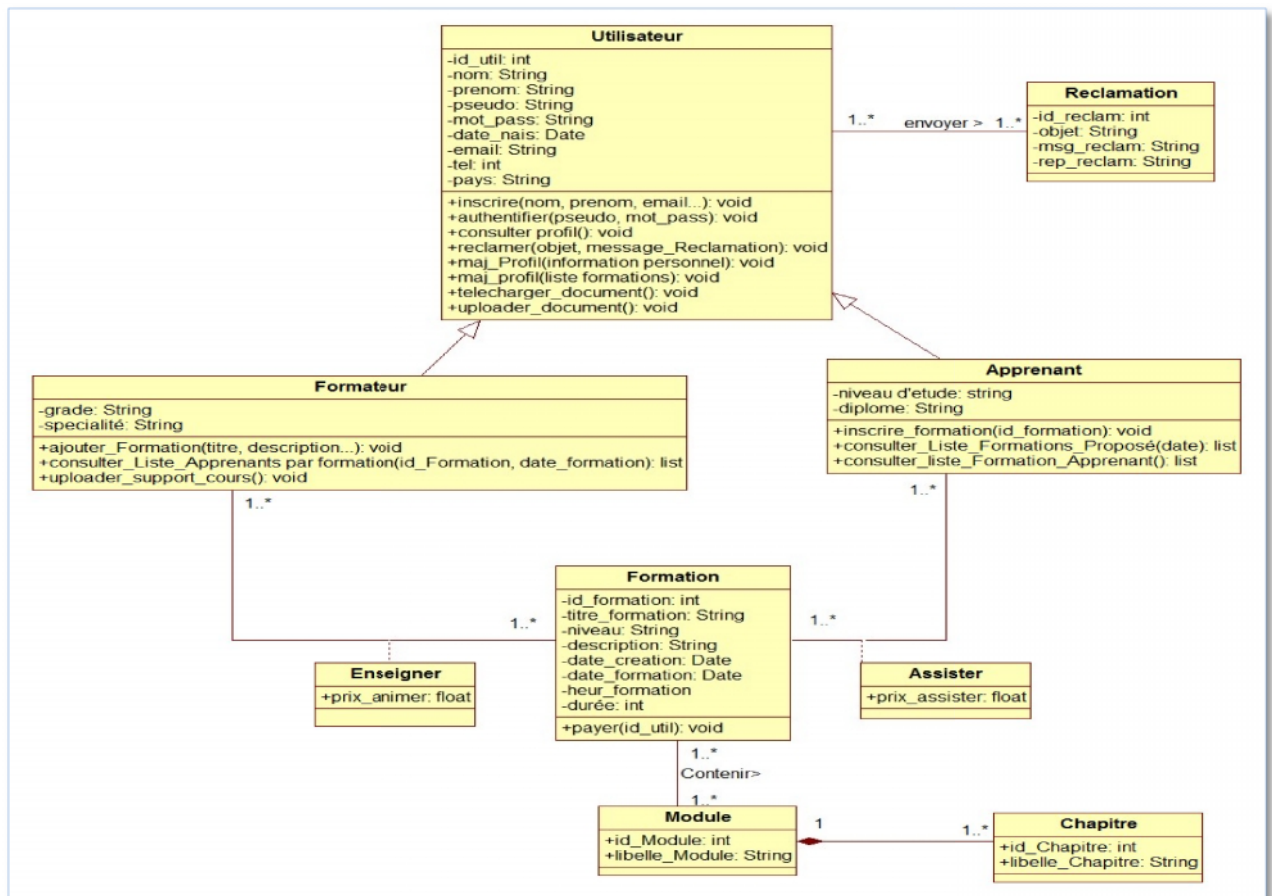 Utilisateur
-id_util: int
-nom: String
-prenom: String
-pseudo: String
-mot_pass: String
-date_nais: Date
-email: String
-tel: int
-pays: String
+inscrire(nom, prenom, email...): void
+authentifier(pseudo, mot_pass): void
+consulter profil(): void
+reclamer(objet, message_Reclamation): void
+maj_Profil(information personnel): void
+maj_profil(liste formations): void
+telecharger_document(): void
+uploader_document(): void
1..* envoyer > 1..*
Reclamation
-id_reclam: int
-objet: String
-msg_reclam: String
-rep_reclam: String
Formateur
-grade: String
-specialité: String
+ajouter_Formation(titre, description...): void
+consulter_Liste_Apprenants par formation(id_Formation, date_formation): list
+uploader_support_cours(): void
1..*
Apprenant
-niveau d'etude: string
-diplome: String
+inscrire_formation(id_formation): void
+consulter_Liste_Formations_Proposé(date): list
+consulter_liste_Formation_Apprenant(): list
1..*
1..*
Formation
-id_formation: int
-titre_formation: String
-niveau: String
-description: String
-date_creation: Date
-date_formation: Date
-heur_formation
-durée: int
+payer(id_util): void
1..*
Enseigner
+prix_animer: float
Assister
+prix_assister: float
1..*
Contenir>
1..*
Module
+id_Module: int
+libelle_Module: String
1
1..*
Chapitre
+id_Chapitre: int
+libelle_Chapitre: String